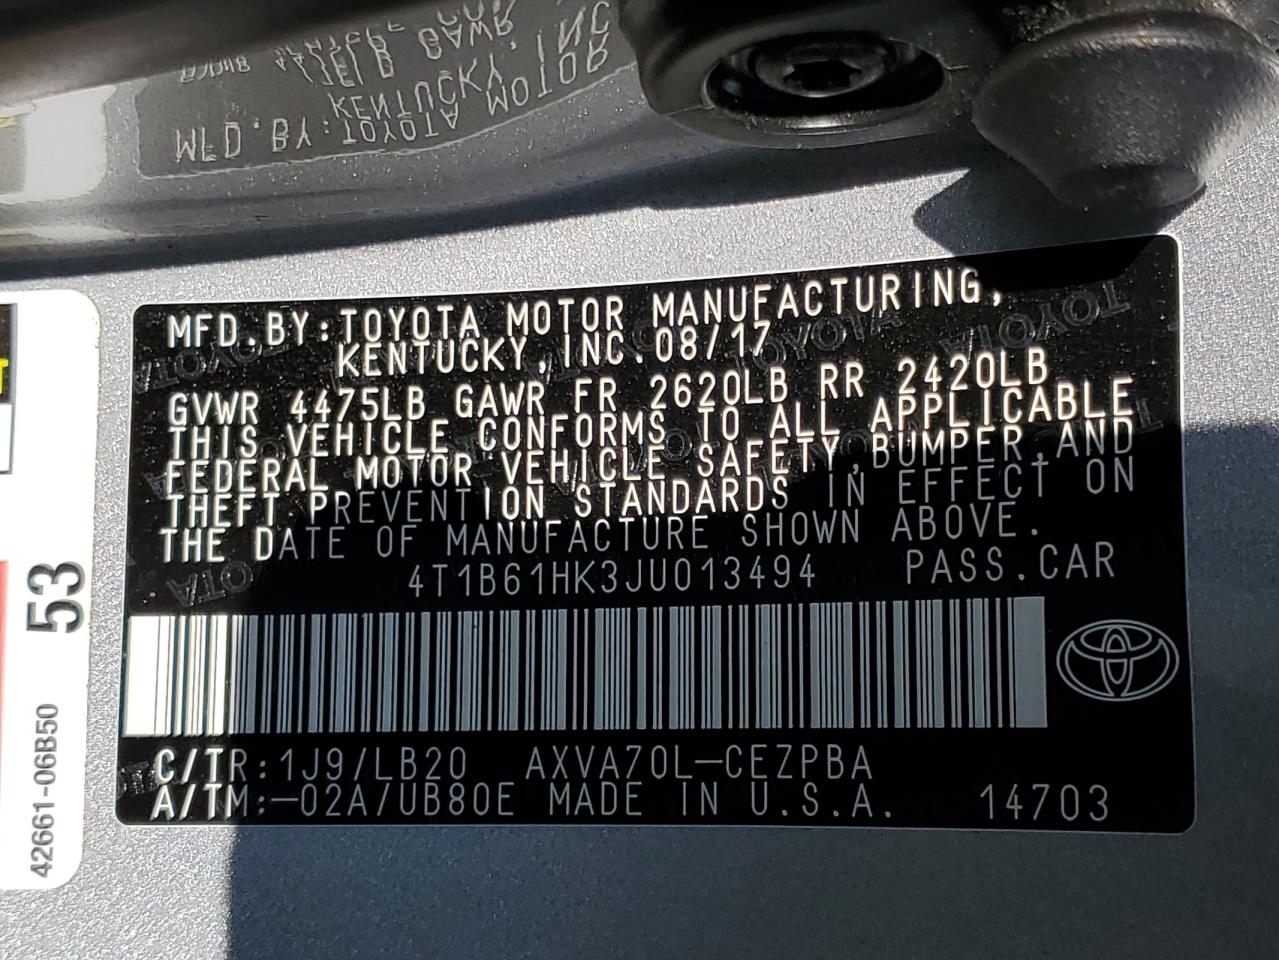 MFD.BY:TOYOTA MOTOR MANUFACTURING,
KENTUCKY, INC. 08/17
GVWR 4475LB GAWR FR 2620LB RR 2420LB
THIS VEHICLE CONFORMS TO ALL APPLICABLE
FEDERAL MOTOR VEHICLE SAFETY, BUMPER, AND
THEFT PREVENTION STANDARDS IN EFFECT ON
THE DATE OF MANUFACTURE SHOWN ABOVE.
4T1B61HK3JU013494 PASS.CAR
C/TR:1J9/LB20 AXVA70L-CEZPBA
A/TM:-02A/UB80E MADE IN U.S.A. 14703
53
42661-06B50